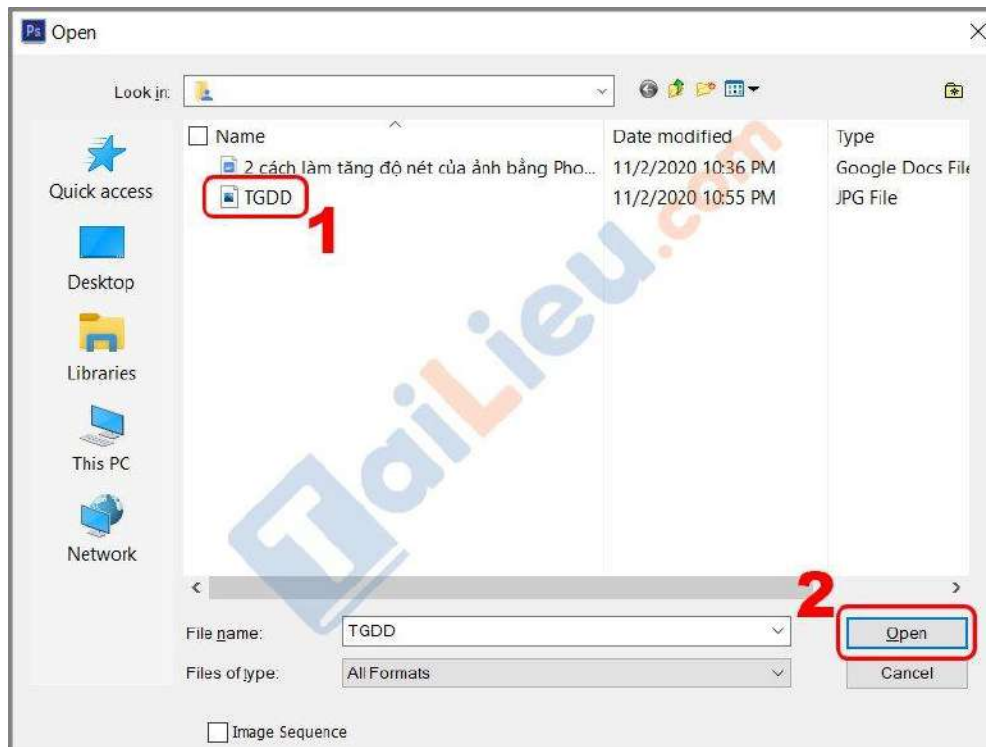 Ps Open
Look in:
Name Date modified Type
2 cách làm tăng độ nét của ảnh bằng Pho... 11/2/2020 10:36 PM Google Docs File
TGDD 11/2/2020 10:55 PM JPG File
1
Quick access
Desktop
Libraries
This PC
Network
TaiLieu.com
2
File name: TGDD Open
Files of type: All Formats Cancel
Image Sequence